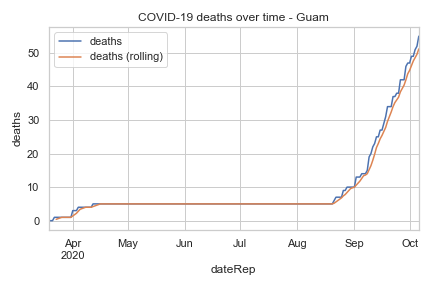 COVID-19 deaths over time - Guam
deaths
deaths (rolling)
50
40
30
20
10
0
deaths
Apr
2020
May
Jun
Jul
Aug
Sep
Oct
dateRep